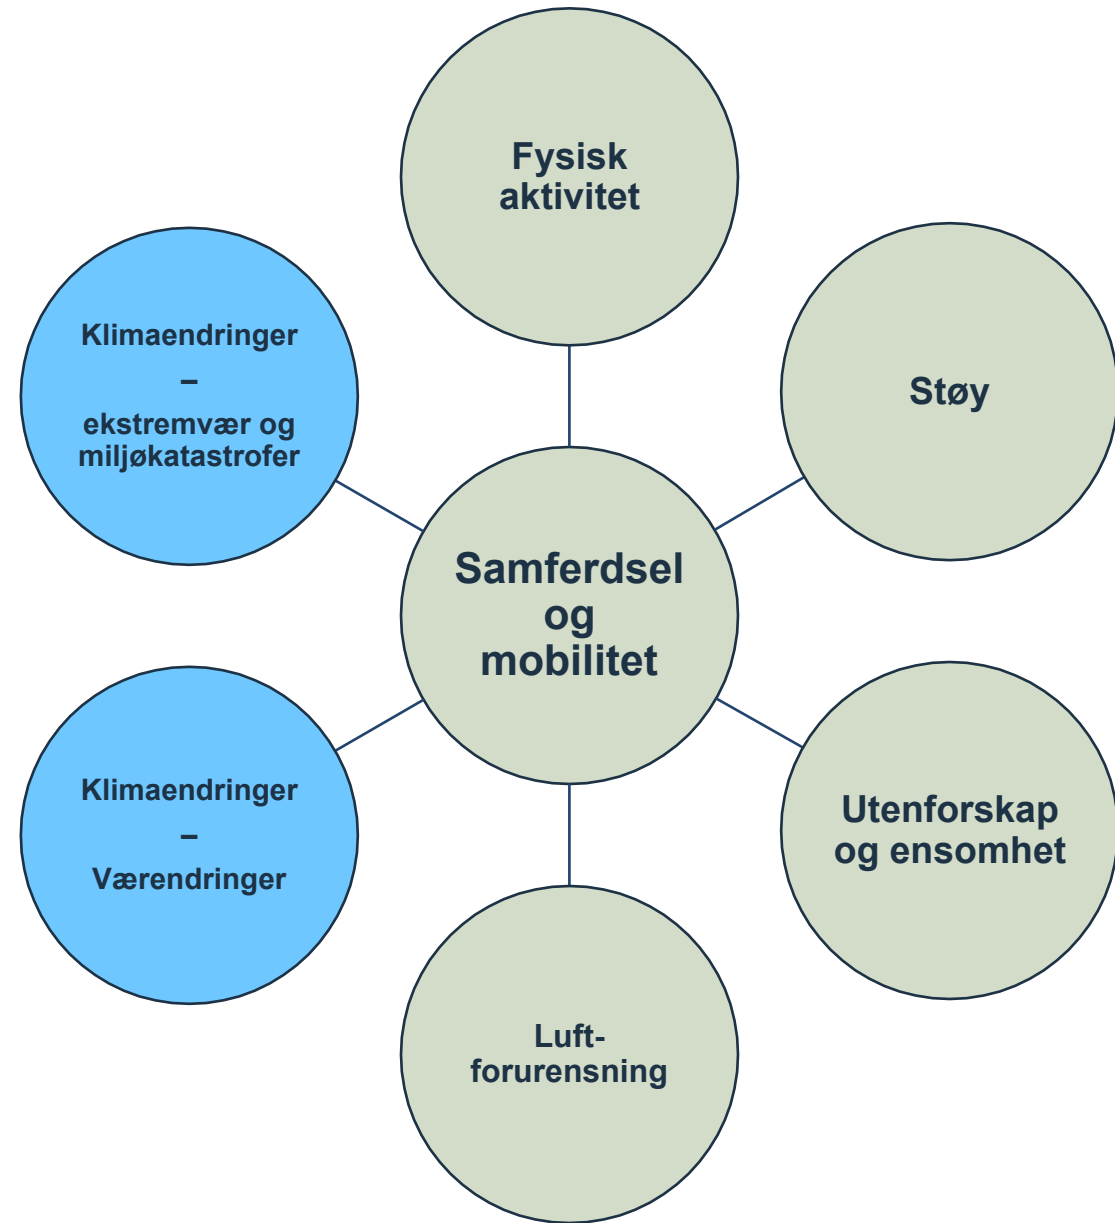 Fysisk
aktivitet
Støy
Klimaendringer
–
ekstremvær og
miljøkatastrofer
Samferdsel
og
mobilitet
Klimaendringer
–
Værendringer
Utenforskap
og ensomhet
Luft-
forurensning